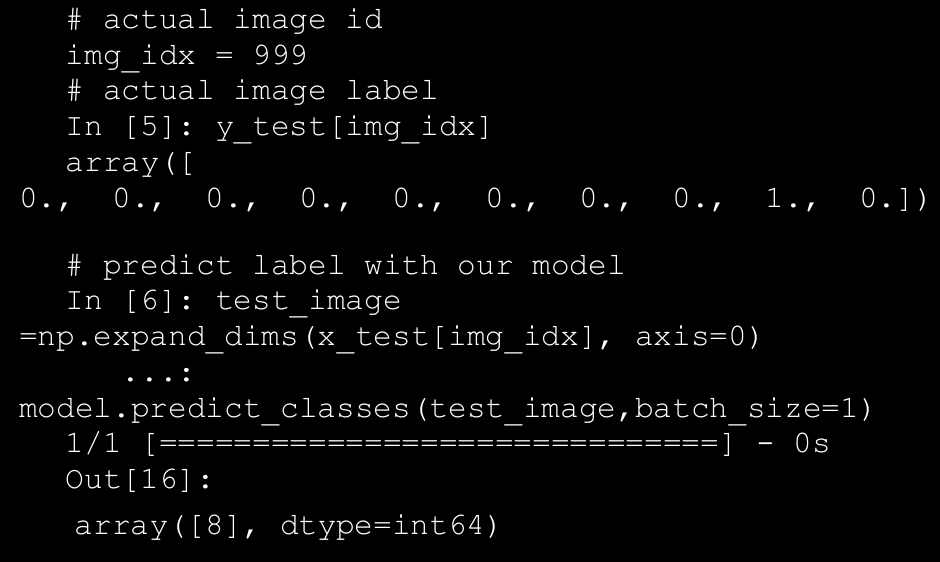 # actual image id
img_idx = 999
# actual image label
In [5]: y_test[img_idx]
array([
0., 0., 0., 0., 0., 0., 0., 0., 1., 0.])
# predict label with our model
In [6]: test_image
=np.expand_dims(x_test[img_idx], axis=0)
...:
model.predict_classes(test_image,batch_size=1)
1/1 [==============================] - 0s
Out[16]:
array([8], dtype=int64)